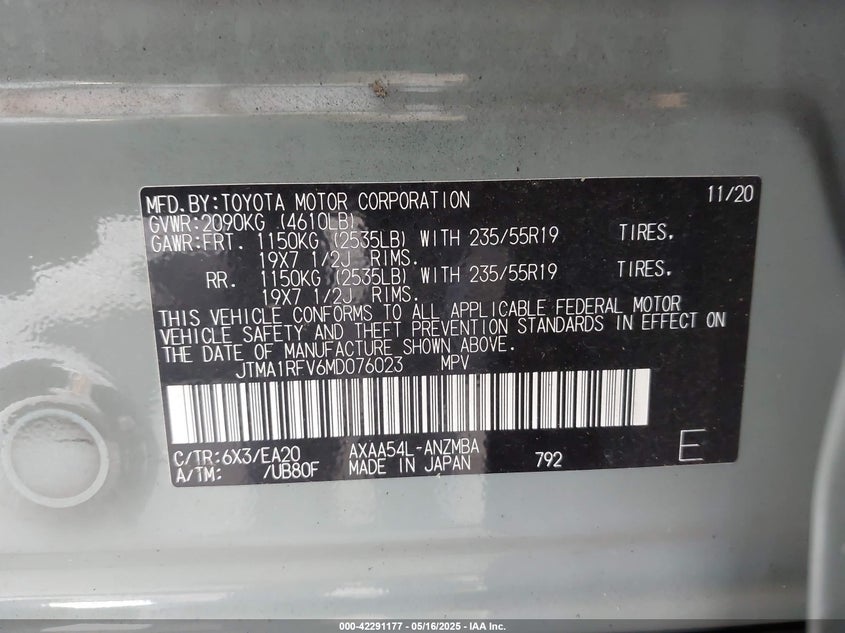 MFD.BY:TOYOTA MOTOR CORPORATION 11/20
GVWR:2090KG (4610LB)
GAWR:FRT. 1150KG (2535LB) WITH 235/55R19 TIRES.
19X7 1/2J RIMS.
RR. 1150KG (2535LB) WITH 235/55R19 TIRES.
19X7 1/2J RIMS.
THIS VEHICLE CONFORMS TO ALL APPLICABLE FEDERAL MOTOR
VEHICLE SAFETY AND THEFT PREVENTION STANDARDS IN EFFECT ON
THE DATE OF MANUFACTURE SHOWN ABOVE.
JTMA1RFV6MD076023 MPV
C/TR:6X3/EA20 AXAA54L-ANZMBA
A/TM: /UB80F MADE IN JAPAN 792 E
000-42291177 - 05/16/2025 - IAA Inc.